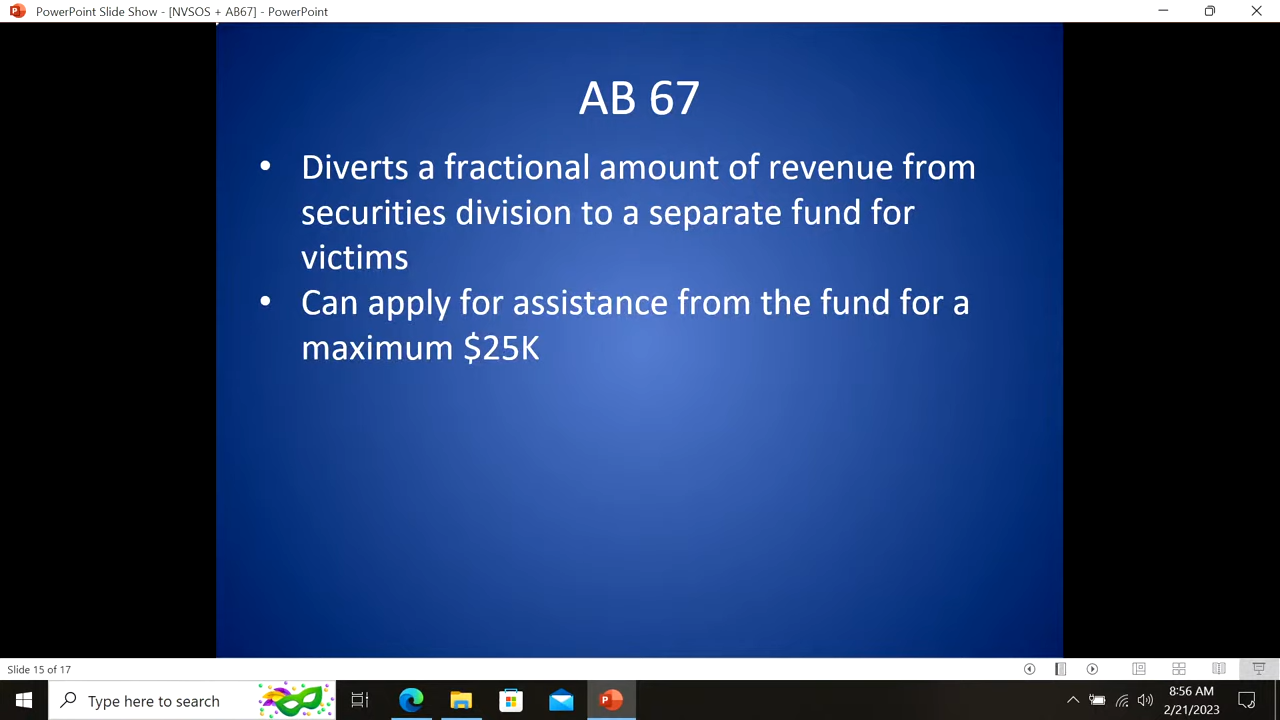 PowerPoint Slide Show - [NVSOS + AB67] - PowerPoint
AB 67
• Diverts a fractional amount of revenue from
securities division to a separate fund for
victims
• Can apply for assistance from the fund for a
maximum $25K
Slide 15 of 17
Type here to search
8:56 AM
2/21/2023